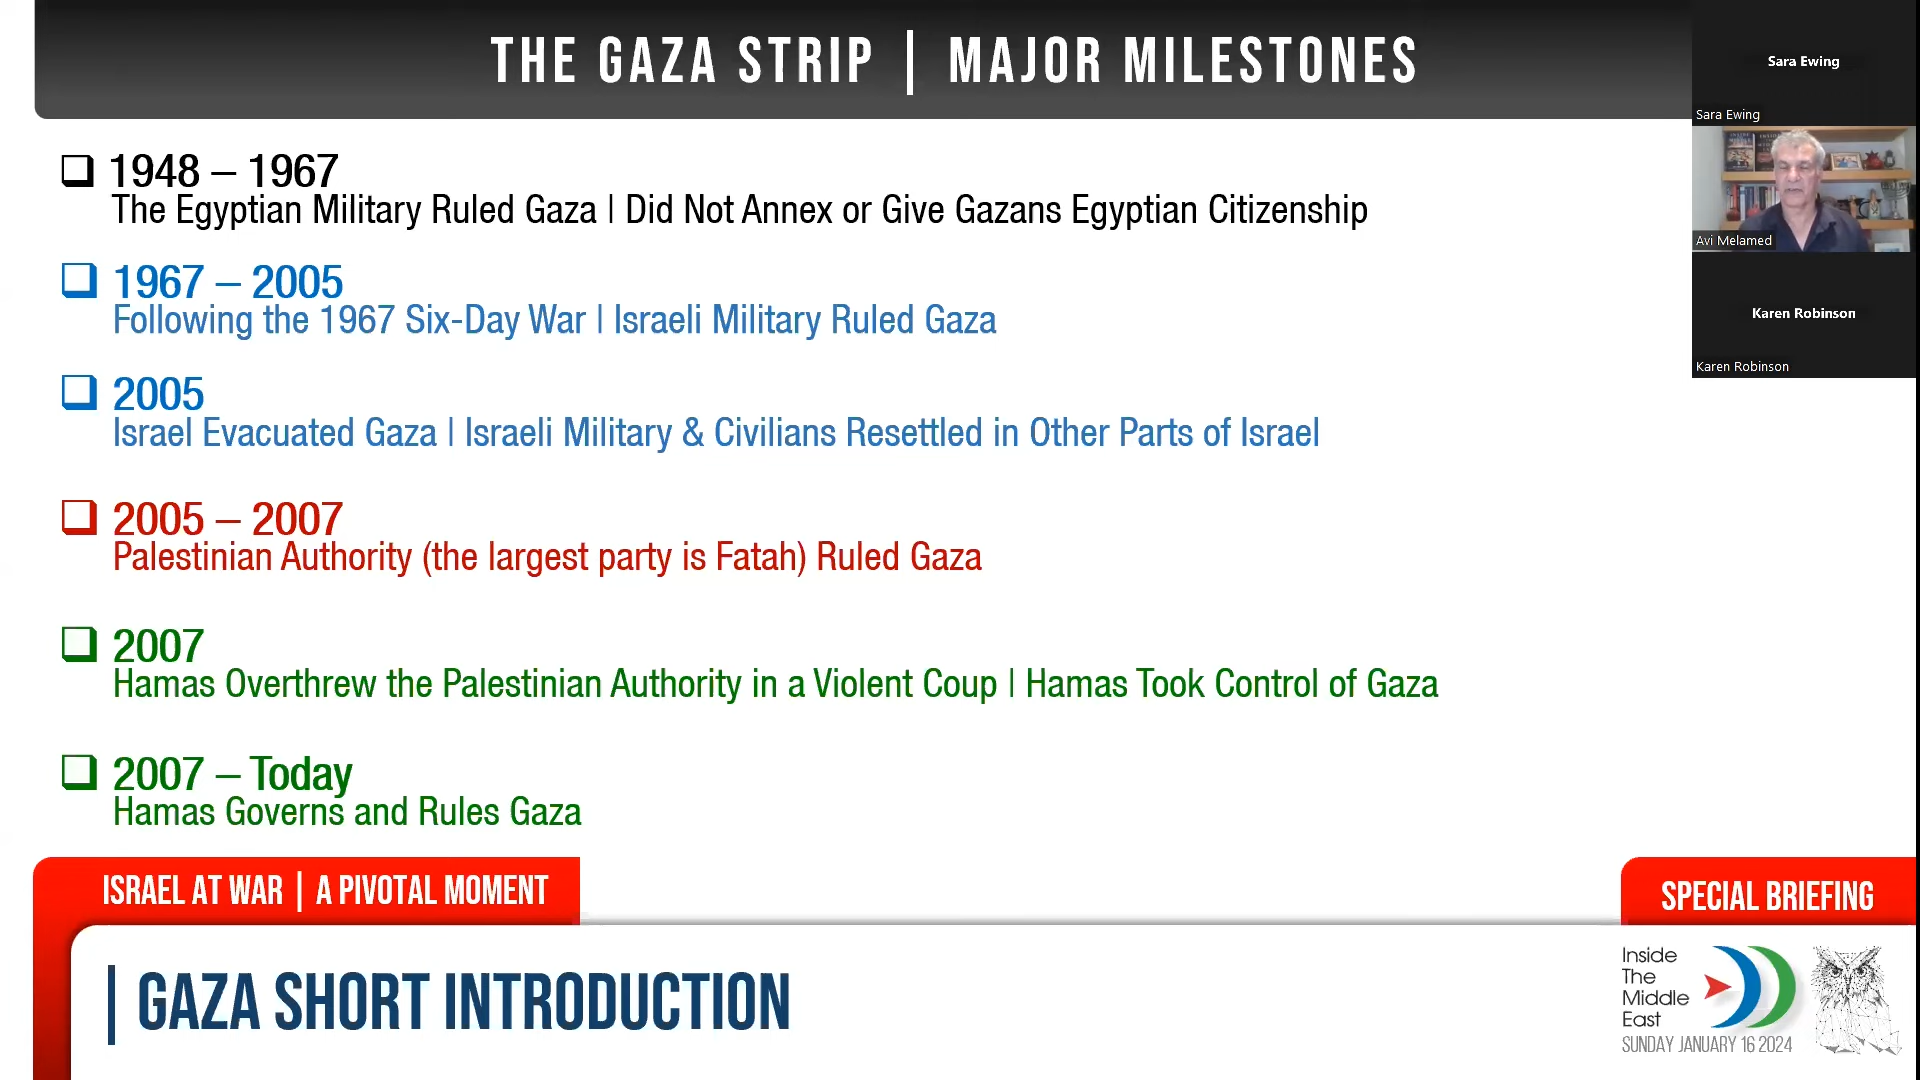 THE GAZA STRIP | MAJOR MILESTONES
1948 – 1967
The Egyptian Military Ruled Gaza | Did Not Annex or Give Gazans Egyptian Citizenship
1967 – 2005
Following the 1967 Six-Day War | Israeli Military Ruled Gaza
2005
Israel Evacuated Gaza | Israeli Military & Civilians Resettled in Other Parts of Israel
2005 – 2007
Palestinian Authority (the largest party is Fatah) Ruled Gaza
2007
Hamas Overthrew the Palestinian Authority in a Violent Coup | Hamas Took Control of Gaza
2007 – Today
Hamas Governs and Rules Gaza
Sara Ewing
Sara Ewing
Avi Melamed
Karen Robinson
Karen Robinson
ISRAEL AT WAR | A PIVOTAL MOMENT
SPECIAL BRIEFING
| GAZA SHORT INTRODUCTION
Inside
The
Middle
East
SUNDAY JANUARY 16 2024